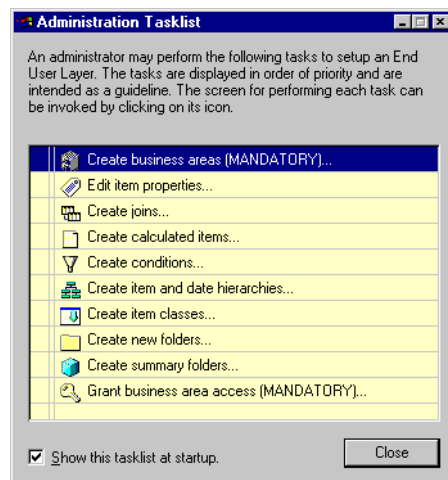 Administration Tasklist
An administrator may perform the following tasks to setup an End
User Layer. The tasks are displayed in order of priority and are
intended as a guideline. The screen for performing each task can
be invoked by clicking on its icon.
Create business areas (MANDATORY)...
Edit item properties...
Create joins...
Create calculated items...
Create conditions...
Create item and date hierarchies...
Create item classes...
Create new folders...
Create summary folders...
Grant business area access (MANDATORY)...
Show this tasklist at startup.
Close